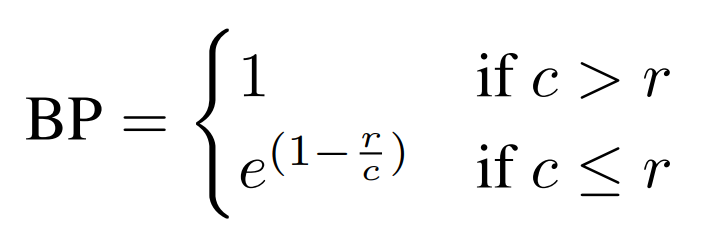 BP = { 1 if c > r
e^(1 − r/c) if c ≤ r